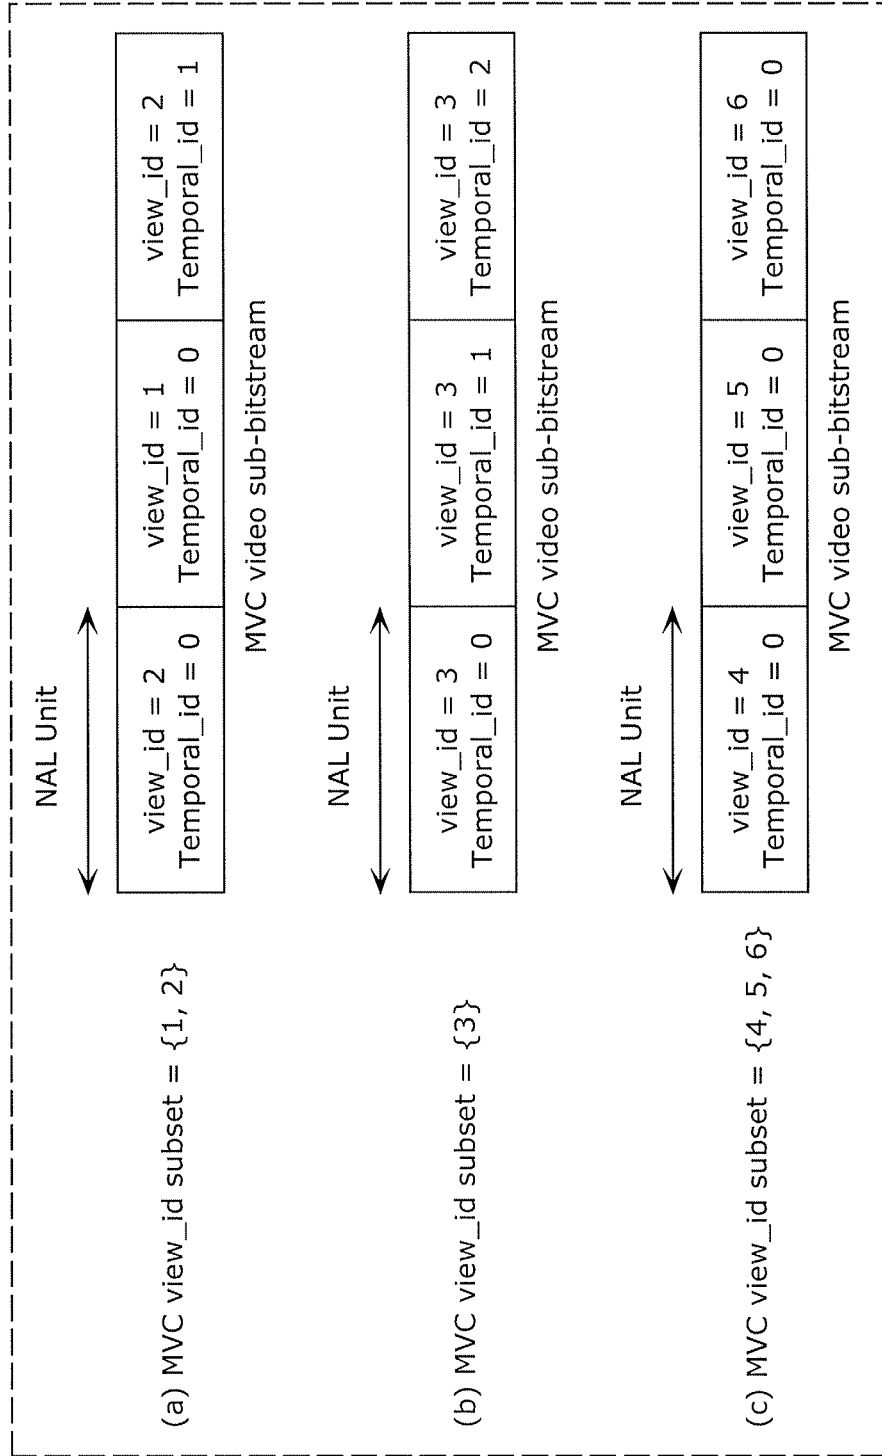 NAL Unit
(a) MVC view_id subset = {1, 2}
view_id = 2
Temporal_id = 0
view_id = 1
Temporal_id = 0
view_id = 2
Temporal_id = 1
MVC video sub-bitstream
NAL Unit
(b) MVC view_id subset = {3}
view_id = 3
Temporal_id = 0
view_id = 3
Temporal_id = 1
view_id = 3
Temporal_id = 2
MVC video sub-bitstream
NAL Unit
(c) MVC view_id subset = {4, 5, 6}
view_id = 4
Temporal_id = 0
view_id = 5
Temporal_id = 0
view_id = 6
Temporal_id = 0
MVC video sub-bitstream